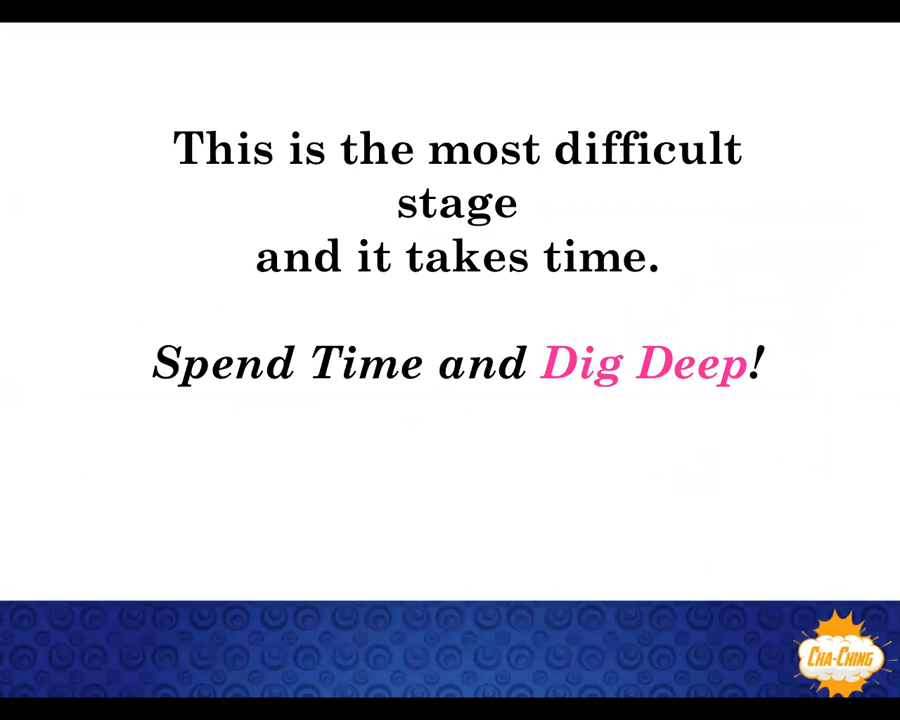 This is the most difficult
stage
and it takes time.
Spend Time and Dig Deep!
CHA-CHING